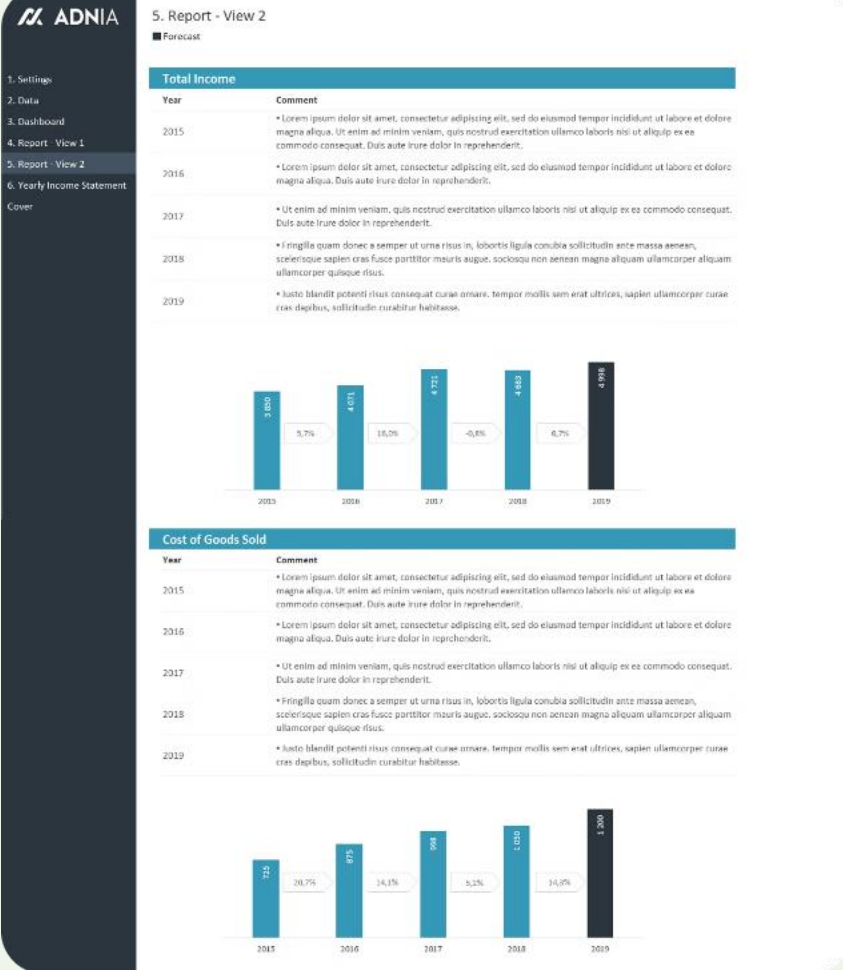 ADNIA
5. Report - View 2
Forecast
1. Settings
2. Data
3. Dashboard
4. Report - View 1
5. Report - View 2
6. Yearly Income Statement
Cover
Total Income
Year Comment
2015
• Lorem ipsum dolor sit amet, consectetur adipiscing elit, sed do eiusmod tempor incididunt ut labore et dolore
magna aliqua. Ut enim ad minim veniam, quis nostrud exercitation ullamco laboris nisi ut aliquip ex ea
commodo consequat. Duis aute irure dolor in reprehenderit.
2016
• Lorem ipsum dolor sit amet, consectetur adipiscing elit, sed do eiusmod tempor incididunt ut labore et dolore
magna aliqua. Duis aute irure dolor in reprehenderit.
2017
• Ut enim ad minim veniam, quis nostrud exercitation ullamco laboris nisi ut aliquip ex ea commodo consequat.
Duis aute irure dolor in reprehenderit.
2018
• Fringilla quam donec a semper ut urna risus in, lobortis ligula conubia sollicitudin ante massa aenean,
scelerisque sapien cras fusce porttitor mauris augue. sociosqu non aenean magna aliquam ullamcorper aliquam
ullamcorper quisque risus.
2019
• Justo blandit potenti risus consequat curae ornare. tempor mollis sem erat ultrices, sapien ullamcorper curae
cras dapibus, sollicitudin curabitur habitasse.
3 850 4 071 4 721 4 683 4 998
5,7% 16,0% -0,8% 6,7%
2015 2016 2017 2018 2019
Cost of Goods Sold
Year Comment
2015
• Lorem ipsum dolor sit amet, consectetur adipiscing elit, sed do eiusmod tempor incididunt ut labore et dolore
magna aliqua. Ut enim ad minim veniam, quis nostrud exercitation ullamco laboris nisi ut aliquip ex ea
commodo consequat. Duis aute irure dolor in reprehenderit.
2016
• Lorem ipsum dolor sit amet, consectetur adipiscing elit, sed do eiusmod tempor incididunt ut labore et dolore
magna aliqua. Duis aute irure dolor in reprehenderit.
2017
• Ut enim ad minim veniam, quis nostrud exercitation ullamco laboris nisi ut aliquip ex ea commodo consequat.
Duis aute irure dolor in reprehenderit.
2018
• Fringilla quam donec a semper ut urna risus in, lobortis ligula conubia sollicitudin ante massa aenean,
scelerisque sapien cras fusce porttitor mauris augue. sociosqu non aenean magna aliquam ullamcorper aliquam
ullamcorper quisque risus.
2019
• Justo blandit potenti risus consequat curae ornare. tempor mollis sem erat ultrices, sapien ullamcorper curae
cras dapibus, sollicitudin curabitur habitasse.
725 875 998 1 050 1 200
20,7% 14,1% 5,2% 14,3%
2015 2016 2017 2018 2019